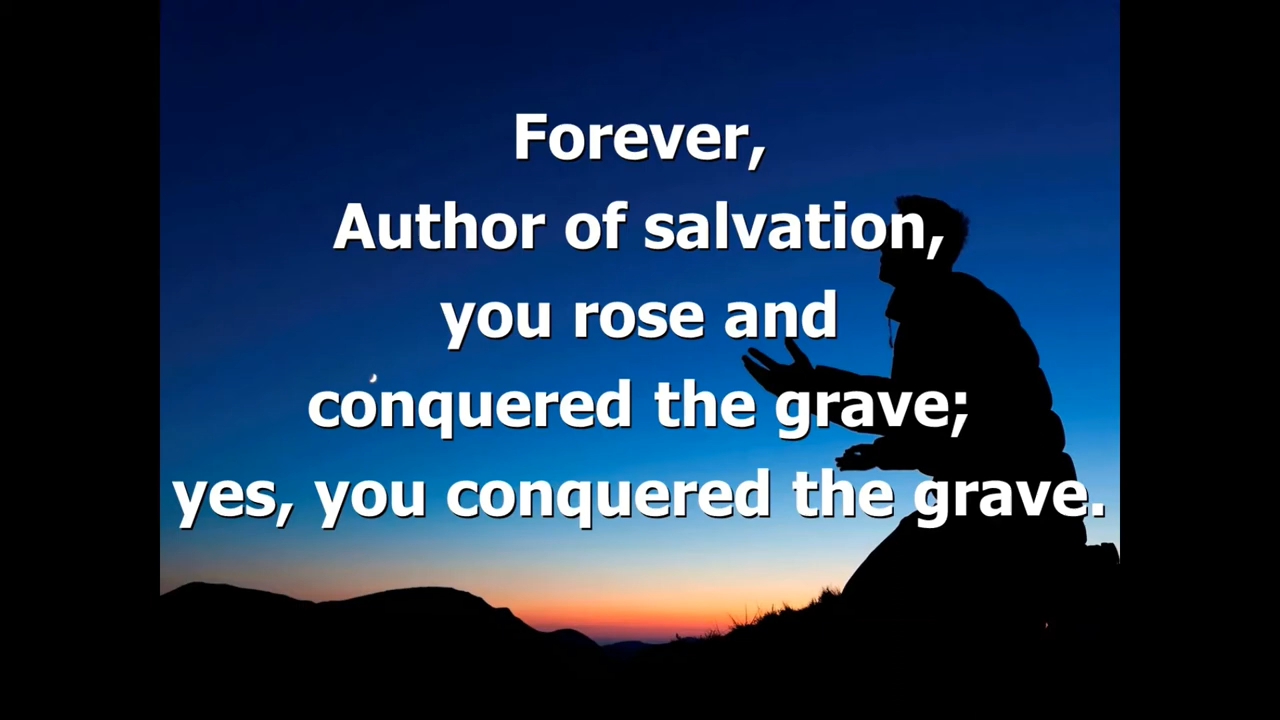 Forever,
Author of salvation,
you rose and
conquered the grave;
yes, you conquered the grave.